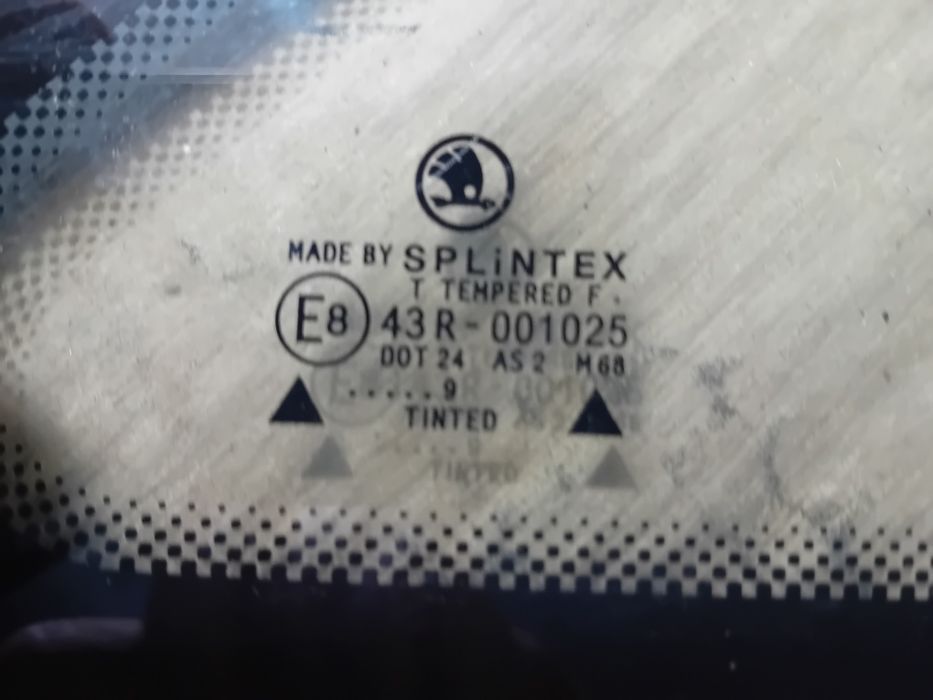 MADE BY SPLiNTEX
T TEMPERED F.
E8 43R-001025
DOT 24 AS 2 M68
.....9
TINTED